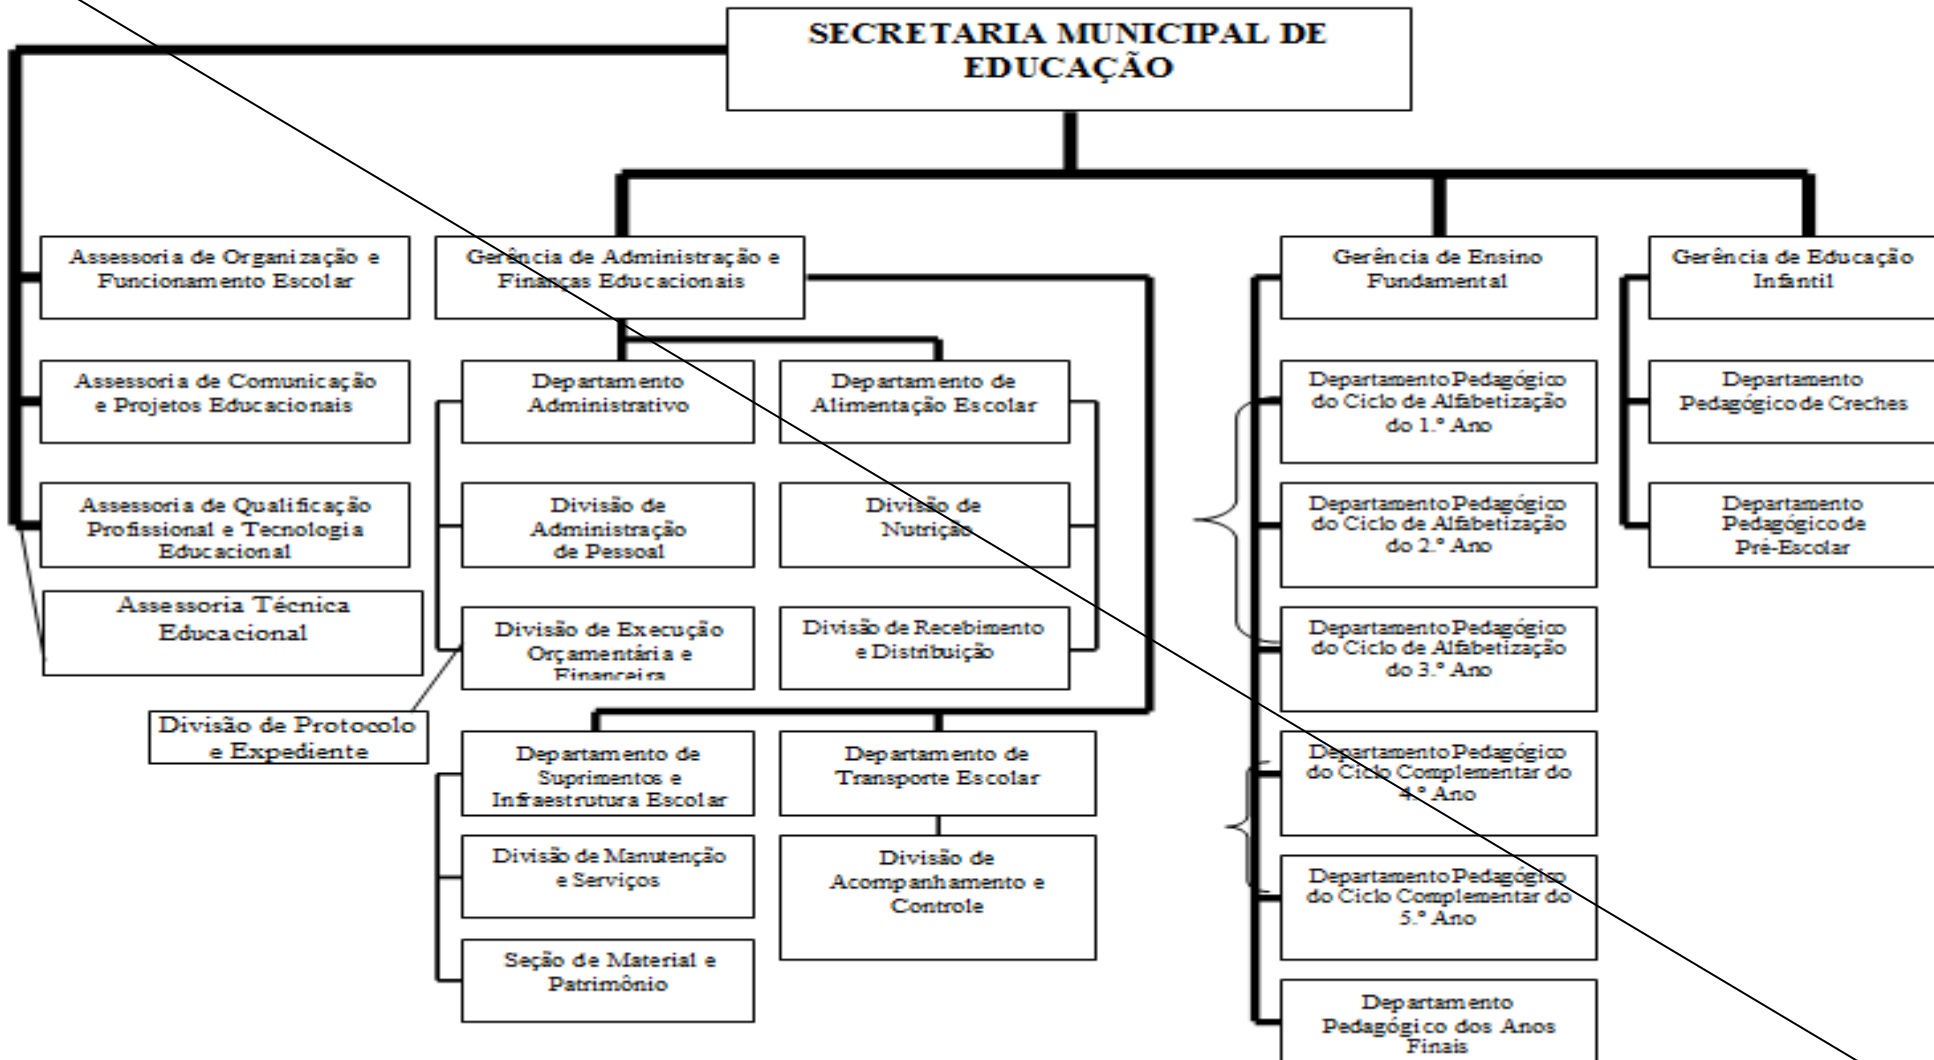 SECRETARIA MUNICIPAL DE
EDUCAÇÃO
Assessoria de Organização e
Funcionamento Escolar
Assessoria de Comunicação
e Projetos Educacionais
Assessoria de Qualificação
Profissional e Tecnologia
Educacional
Assessoria Técnica
Educacional
Gerência de Administração e
Finanças Educacionais
Departamento
Administrativo
Divisão de
Administração
de Pessoal
Divisão de Execução
Orçamentária e
Financeira
Divisão de Protocolo
e Expediente
Departamento de
Alimentação Escolar
Divisão de
Nutrição
Divisão de Recebimento
e Distribuição
Departamento de
Suprimentos e
Infraestrutura Escolar
Divisão de Manutenção
e Serviços
Seção de Material e
Patrimônio
Departamento de
Transporte Escolar
Divisão de
Acompanhamento e
Controle
Gerência de Ensino
Fundamental
Departamento Pedagógico
do Ciclo de Alfabetização
do 1.º Ano
Departamento Pedagógico
do Ciclo de Alfabetização
do 2.º Ano
Departamento Pedagógico
do Ciclo de Alfabetização
do 3.º Ano
Departamento Pedagógico
do Ciclo Complementar do
4.º Ano
Departamento Pedagógico
do Ciclo Complementar do
5.º Ano
Departamento
Pedagógico dos Anos
Finais
Gerência de Educação
Infantil
Departamento
Pedagógico de Creches
Departamento
Pedagógico de
Pré-Escolar